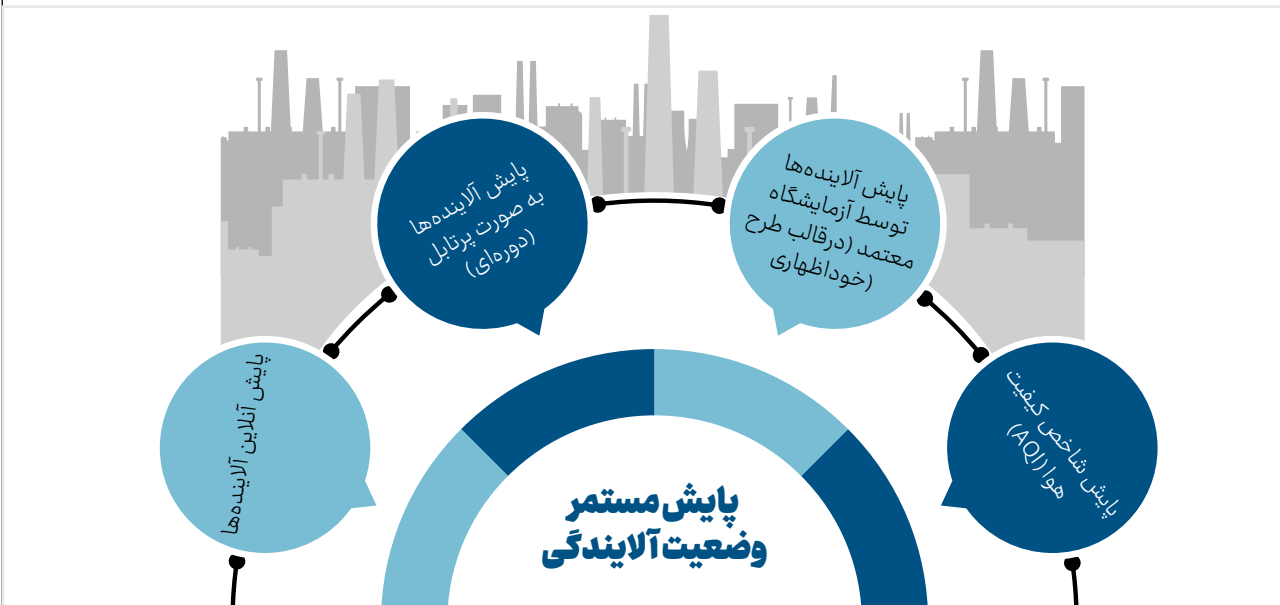 پایش آلاینده‌ها
توسط آزمایشگاه
معتمد (درقالب طرح
خوداظهاری)
پایش آلاینده‌ها
به صورت پرتابل
(دوره‌ای)
پایش شاخص کیفیت
هوا (AQI)
پایش آنلاین آلاینده‌ها
پایش مستمر
وضعیت آلایندگی